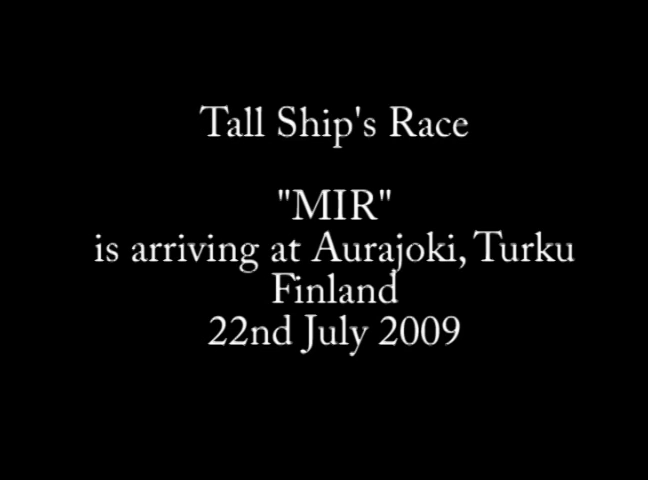 Tall Ship's Race
"MIR"
is arriving at Aurajoki, Turku
Finland
22nd July 2009